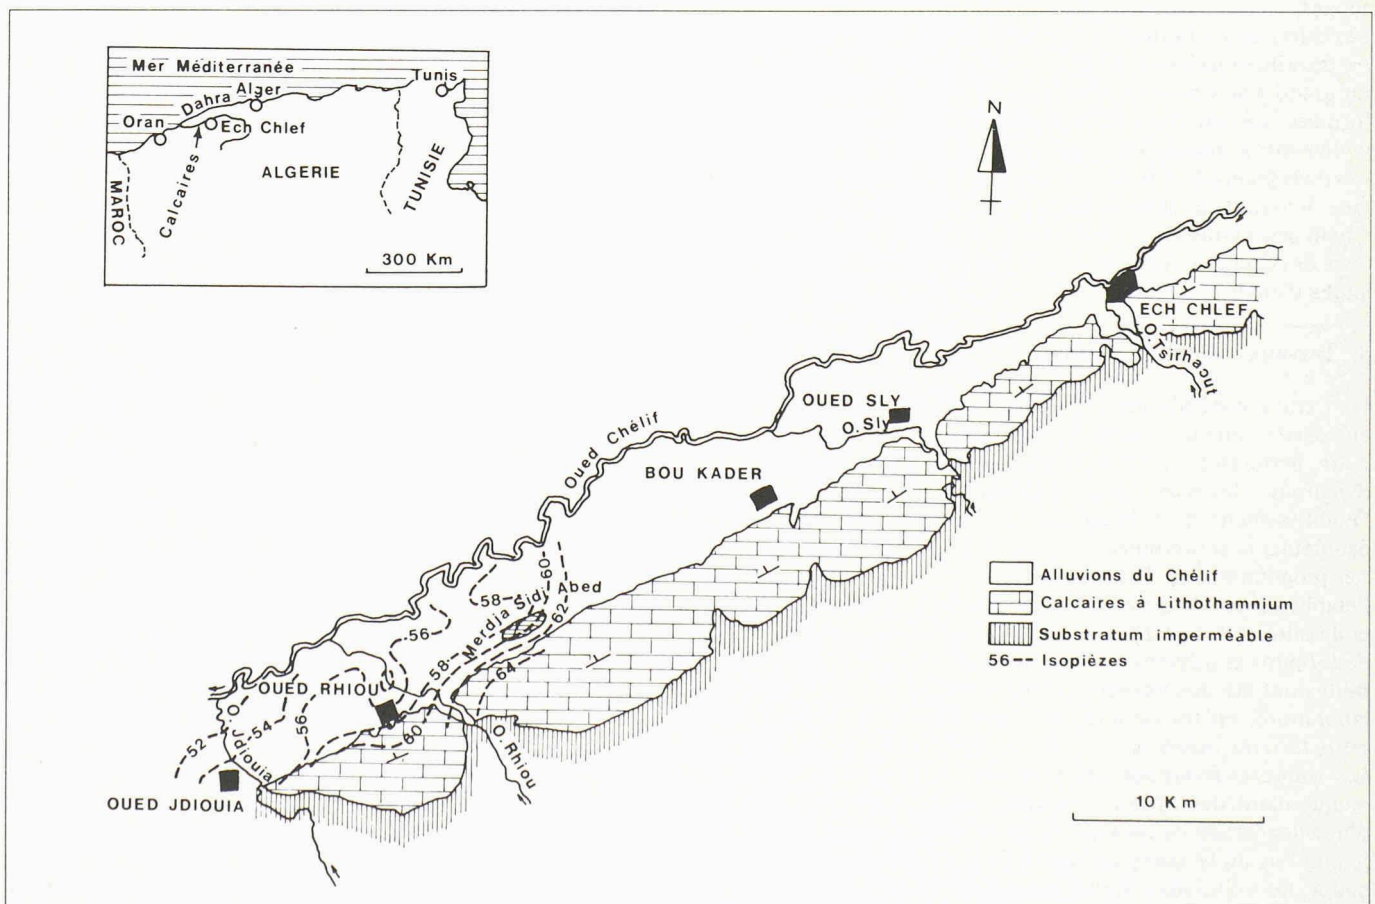 Mer Méditerranée
Tunis
Alger
Dahra
Oran
Ech Chlef
ALGERIE
Calcaires
MAROC
TUNISIE
300 Km
N
ECH CHLEF
O. Tsirhaout
OUED SLY
O. Sly
Oued Chélif
BOU KADER
60
62
58
Merdja Sidi Abed
56
58
64
OUED RHIOU
60
O. Rhiou
O. Jdiouia
52
54
56
OUED JDIOUIA
Alluvions du Chélif
Calcaires à Lithothamnium
Substratum imperméable
56-- Isopièzes
10 Km